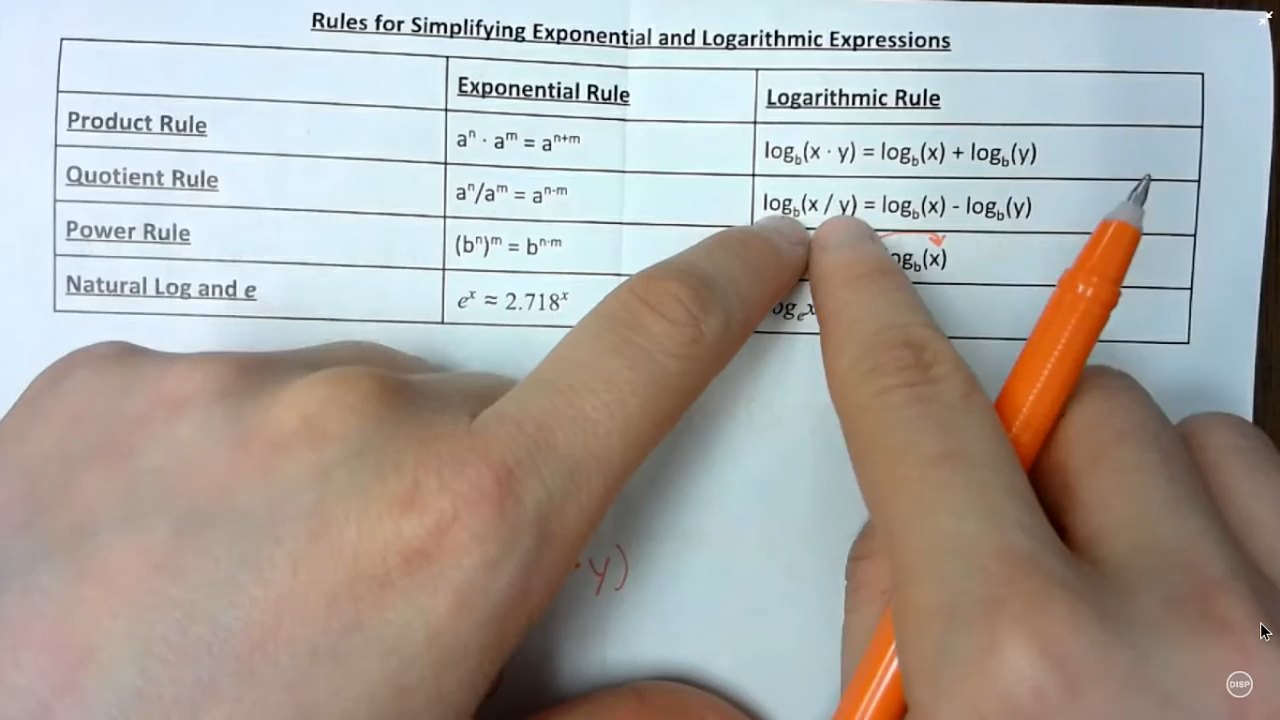 Rules for Simplifying Exponential and Logarithmic Expressions
Exponential Rule Logarithmic Rule
Product Rule aⁿ · aᵐ = aⁿ⁺ᵐ log_b(x · y) = log_b(x) + log_b(y)
Quotient Rule aⁿ/aᵐ = aⁿ⁻ᵐ log_b(x / y) = log_b(x) - log_b(y)
Power Rule (bⁿ)ᵐ = bⁿ·ᵐ og_b(x)
Natural Log and e eˣ ≈ 2.718ˣ og_e x
· y)
DISP